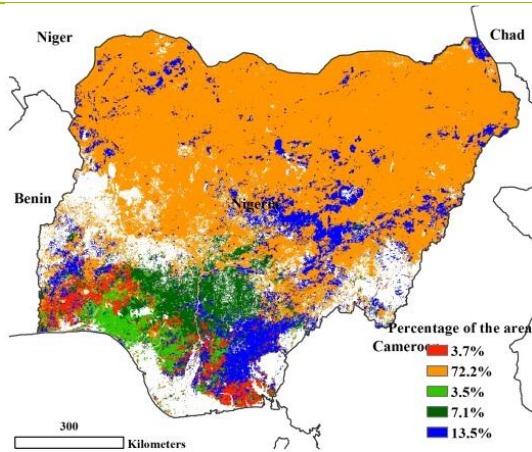 Niger
Chad
Benin
Nigeria
Percentage of the area
Cameroon
3.7%
72.2%
3.5%
7.1%
13.5%
300
Kilometers